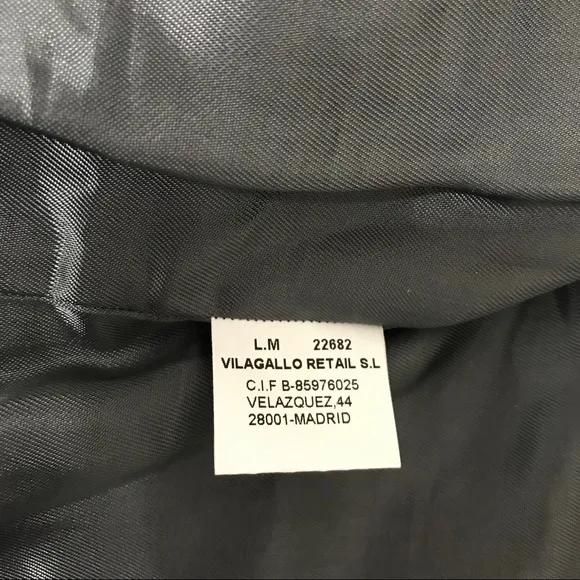 L.M 22682
VILAGALLO RETAIL S.L
C.I.F B-85976025
VELAZQUEZ,44
28001-MADRID